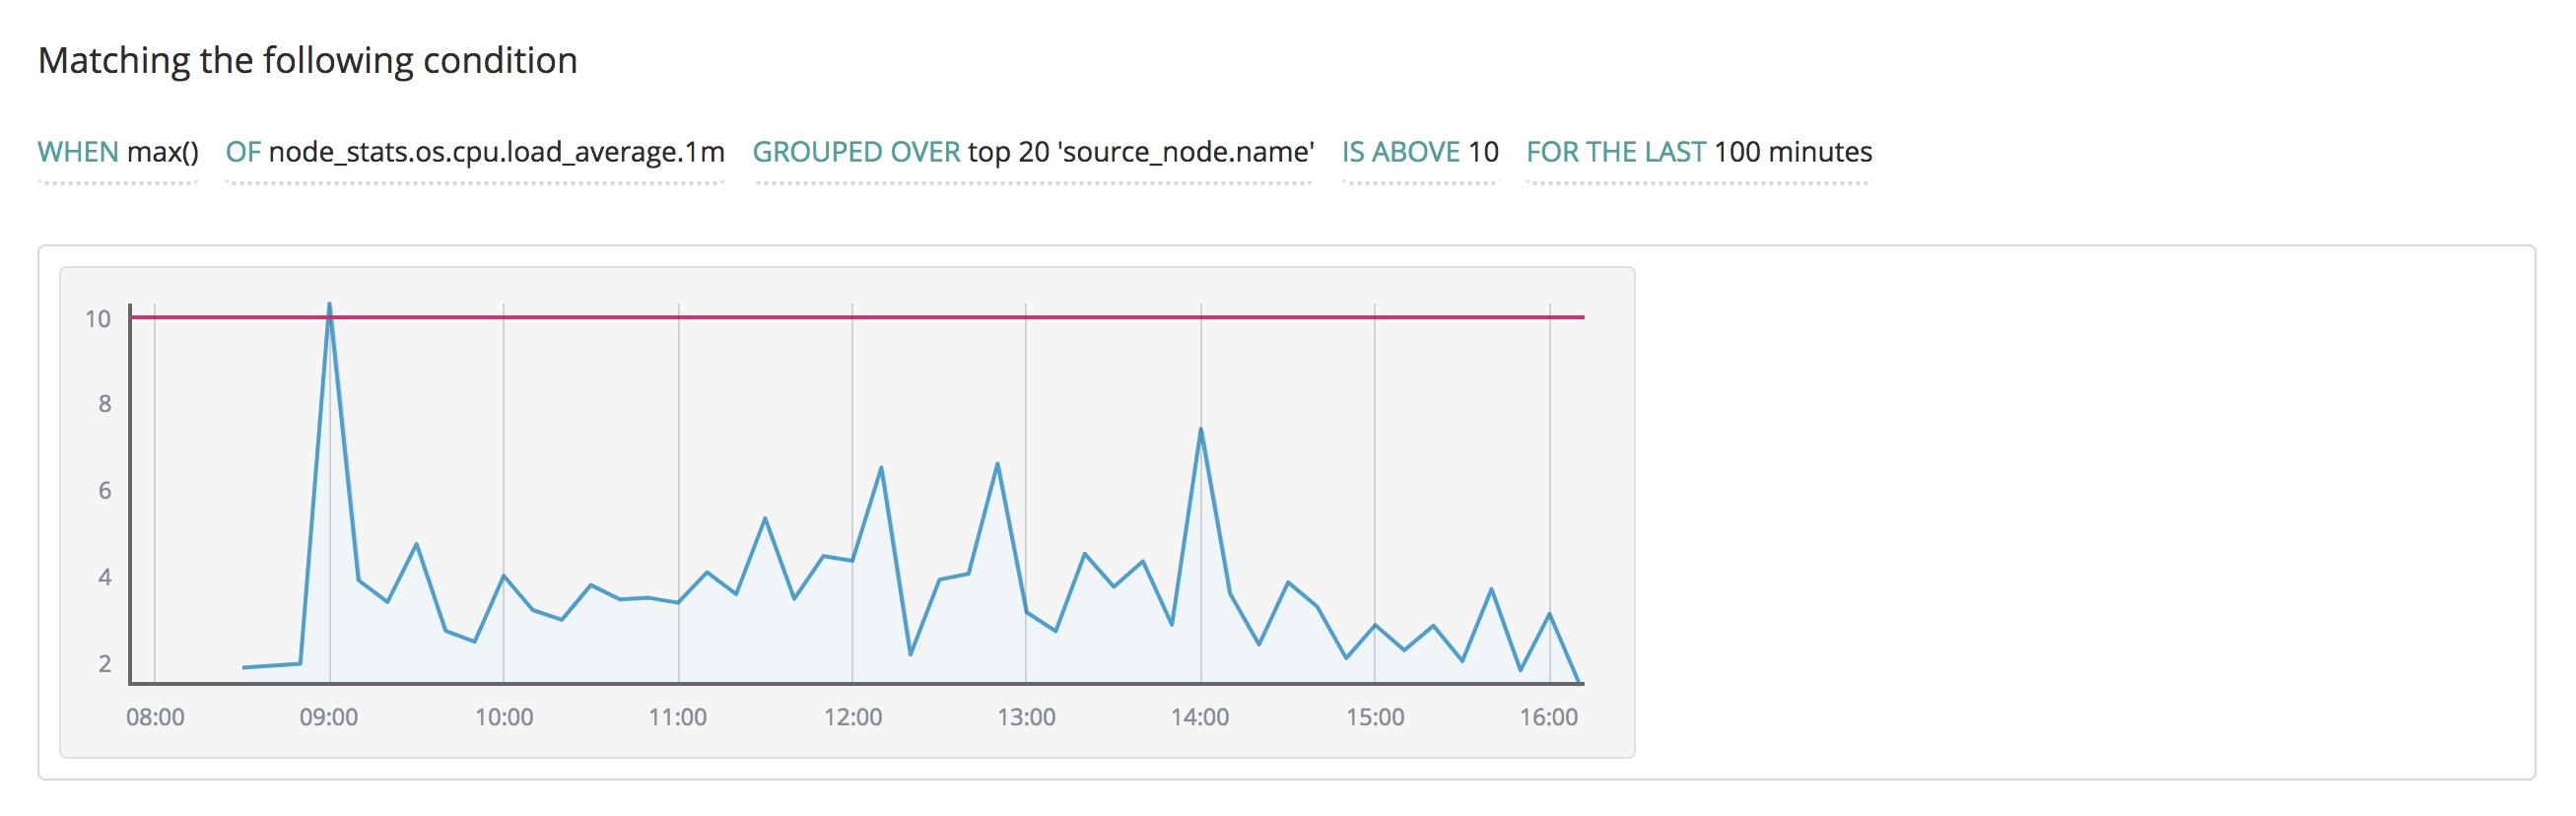 Matching the following condition
WHEN max() OF node_stats.os.cpu.load_average.1m GROUPED OVER top 20 'source_node.name' IS ABOVE 10 FOR THE LAST 100 minutes
10
8
6
4
2
08:00 09:00 10:00 11:00 12:00 13:00 14:00 15:00 16:00